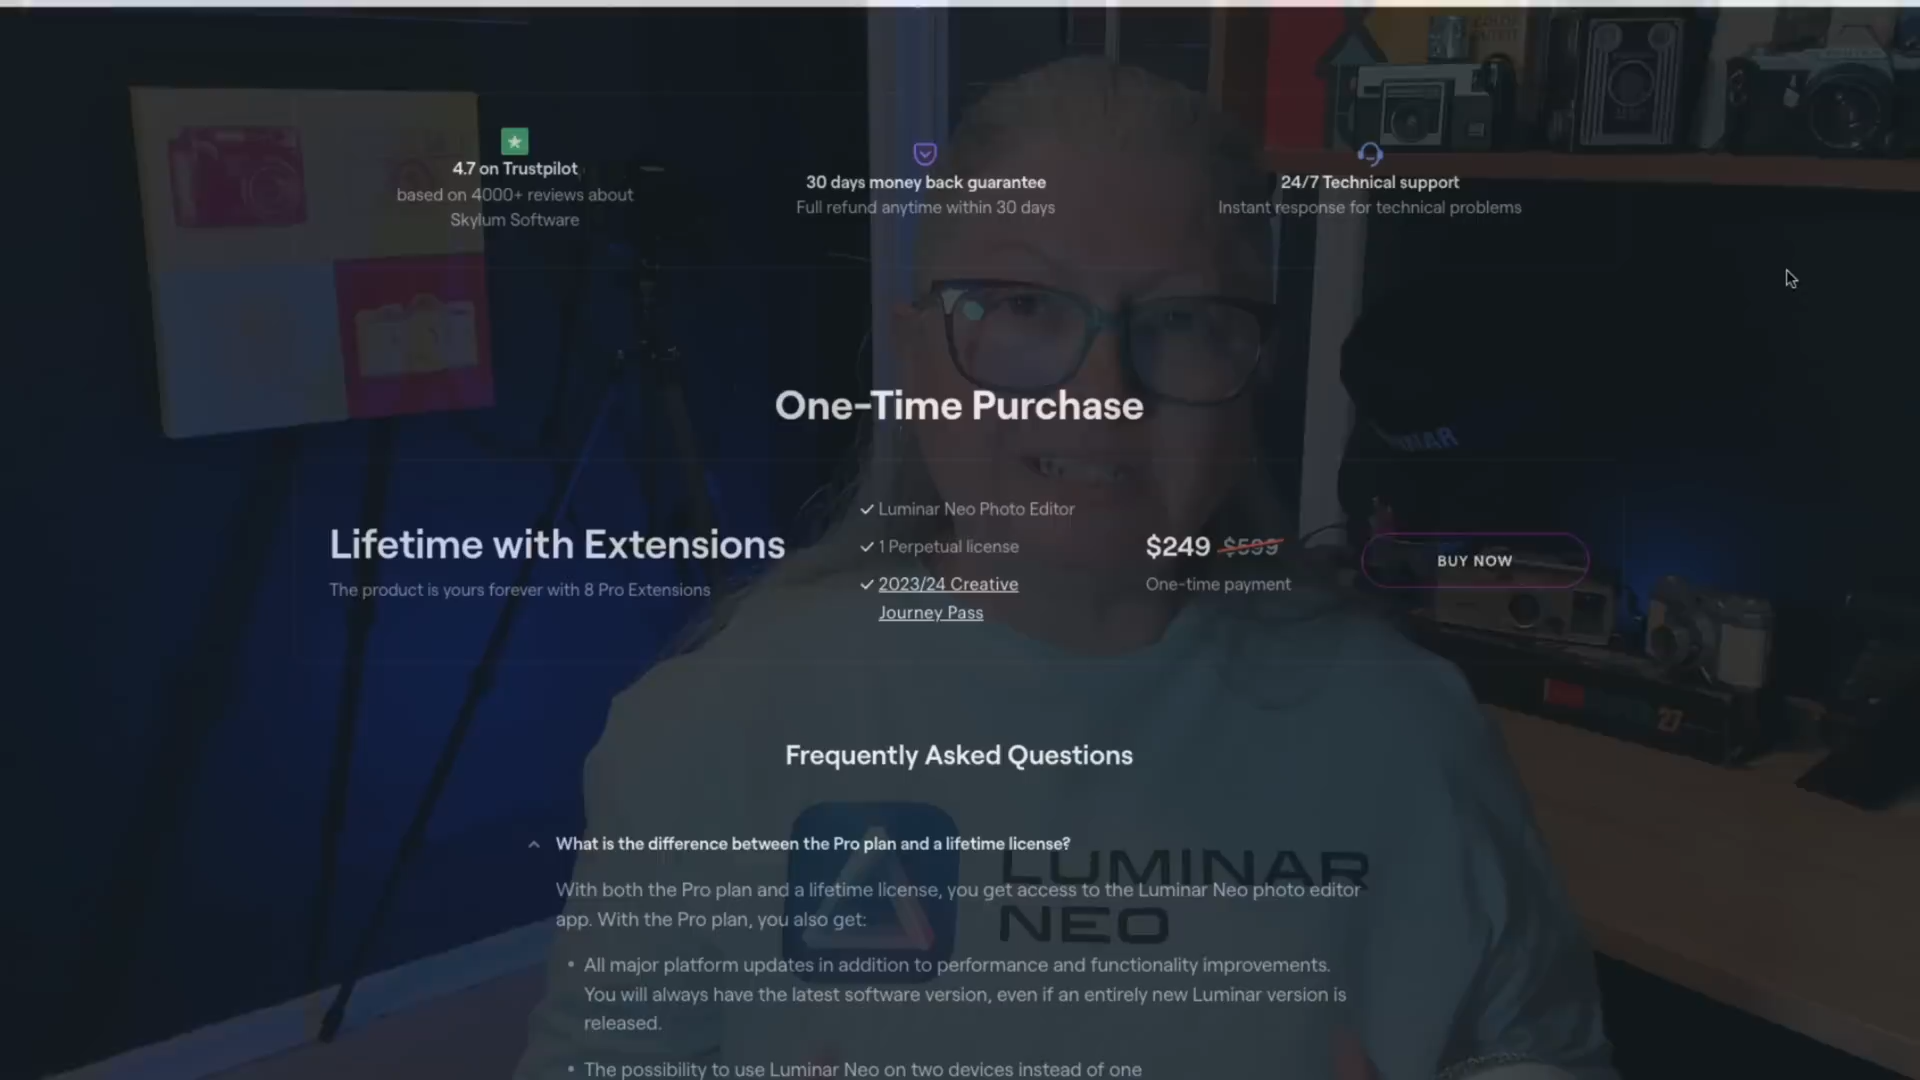 4.7 on Trustpilot
based on 4000+ reviews about
Skylum Software
30 days money back guarantee
Full refund anytime within 30 days
24/7 Technical support
Instant response for technical problems
One-Time Purchase
Lifetime with Extensions
The product is yours forever with 8 Pro Extensions
Luminar Neo Photo Editor
1 Perpetual license
2023/24 Creative
Journey Pass
$249 $599
One-time payment
BUY NOW
Frequently Asked Questions
What is the difference between the Pro plan and a lifetime license?
With both the Pro plan and a lifetime license, you get access to the Luminar Neo photo editor
app. With the Pro plan, you also get:
• All major platform updates in addition to performance and functionality improvements.
You will always have the latest software version, even if an entirely new Luminar version is
released.
• The possibility to use Luminar Neo on two devices instead of one
LUMINAR
NEO
27